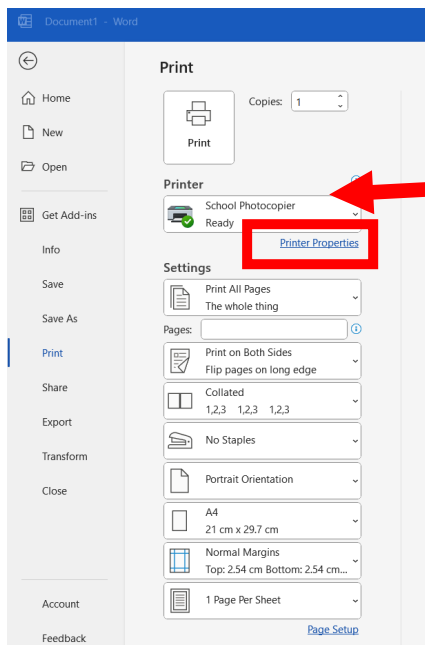 Document1 - Word
Home
New
Open
Get Add-ins
Info
Save
Save As
Print
Share
Export
Transform
Close
Account
Feedback
Print
Copies: 1
Print
Printer
School Photocopier
Ready
Printer Properties
Settings
Print All Pages
The whole thing
Pages:
Print on Both Sides
Flip pages on long edge
Collated
1,2,3 1,2,3 1,2,3
No Staples
Portrait Orientation
A4
21 cm x 29.7 cm
Normal Margins
Top: 2.54 cm Bottom: 2.54 cm...
1 Page Per Sheet
Page Setup